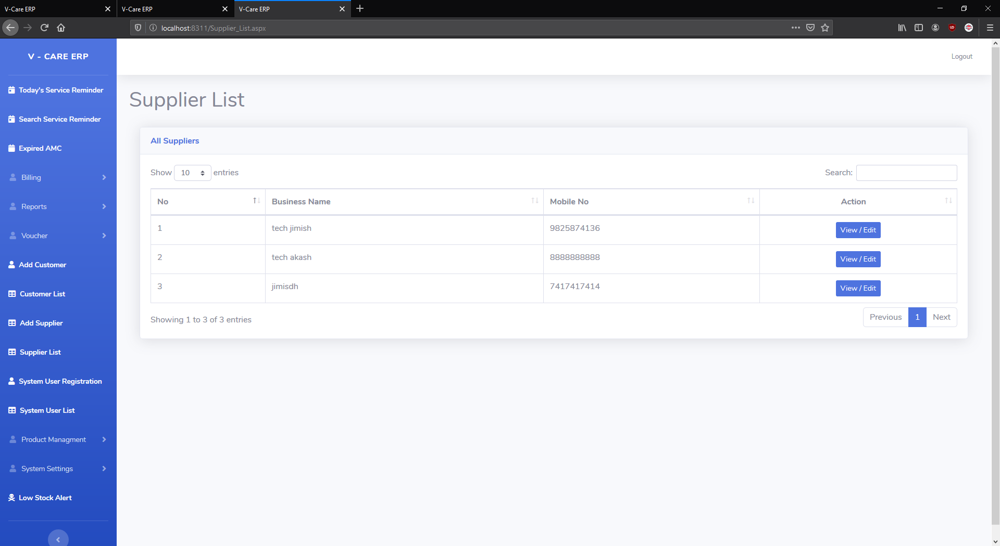 V-Care ERP
V-Care ERP
V-Care ERP
localhost:8311/Supplier_List.aspx
V - CARE ERP
Logout
Today's Service Reminder
Search Service Reminder
Expired AMC
Billing
Reports
Voucher
Add Customer
Customer List
Add Supplier
Supplier List
System User Registration
System User List
Product Managment
System Settings
Low Stock Alert
Supplier List
All Suppliers
Show 10 entries
Search:
No Business Name Mobile No Action
1 tech jimish 9825874136 View / Edit
2 tech akash 8888888888 View / Edit
3 jimisdh 7417417414 View / Edit
Showing 1 to 3 of 3 entries
Previous 1 Next